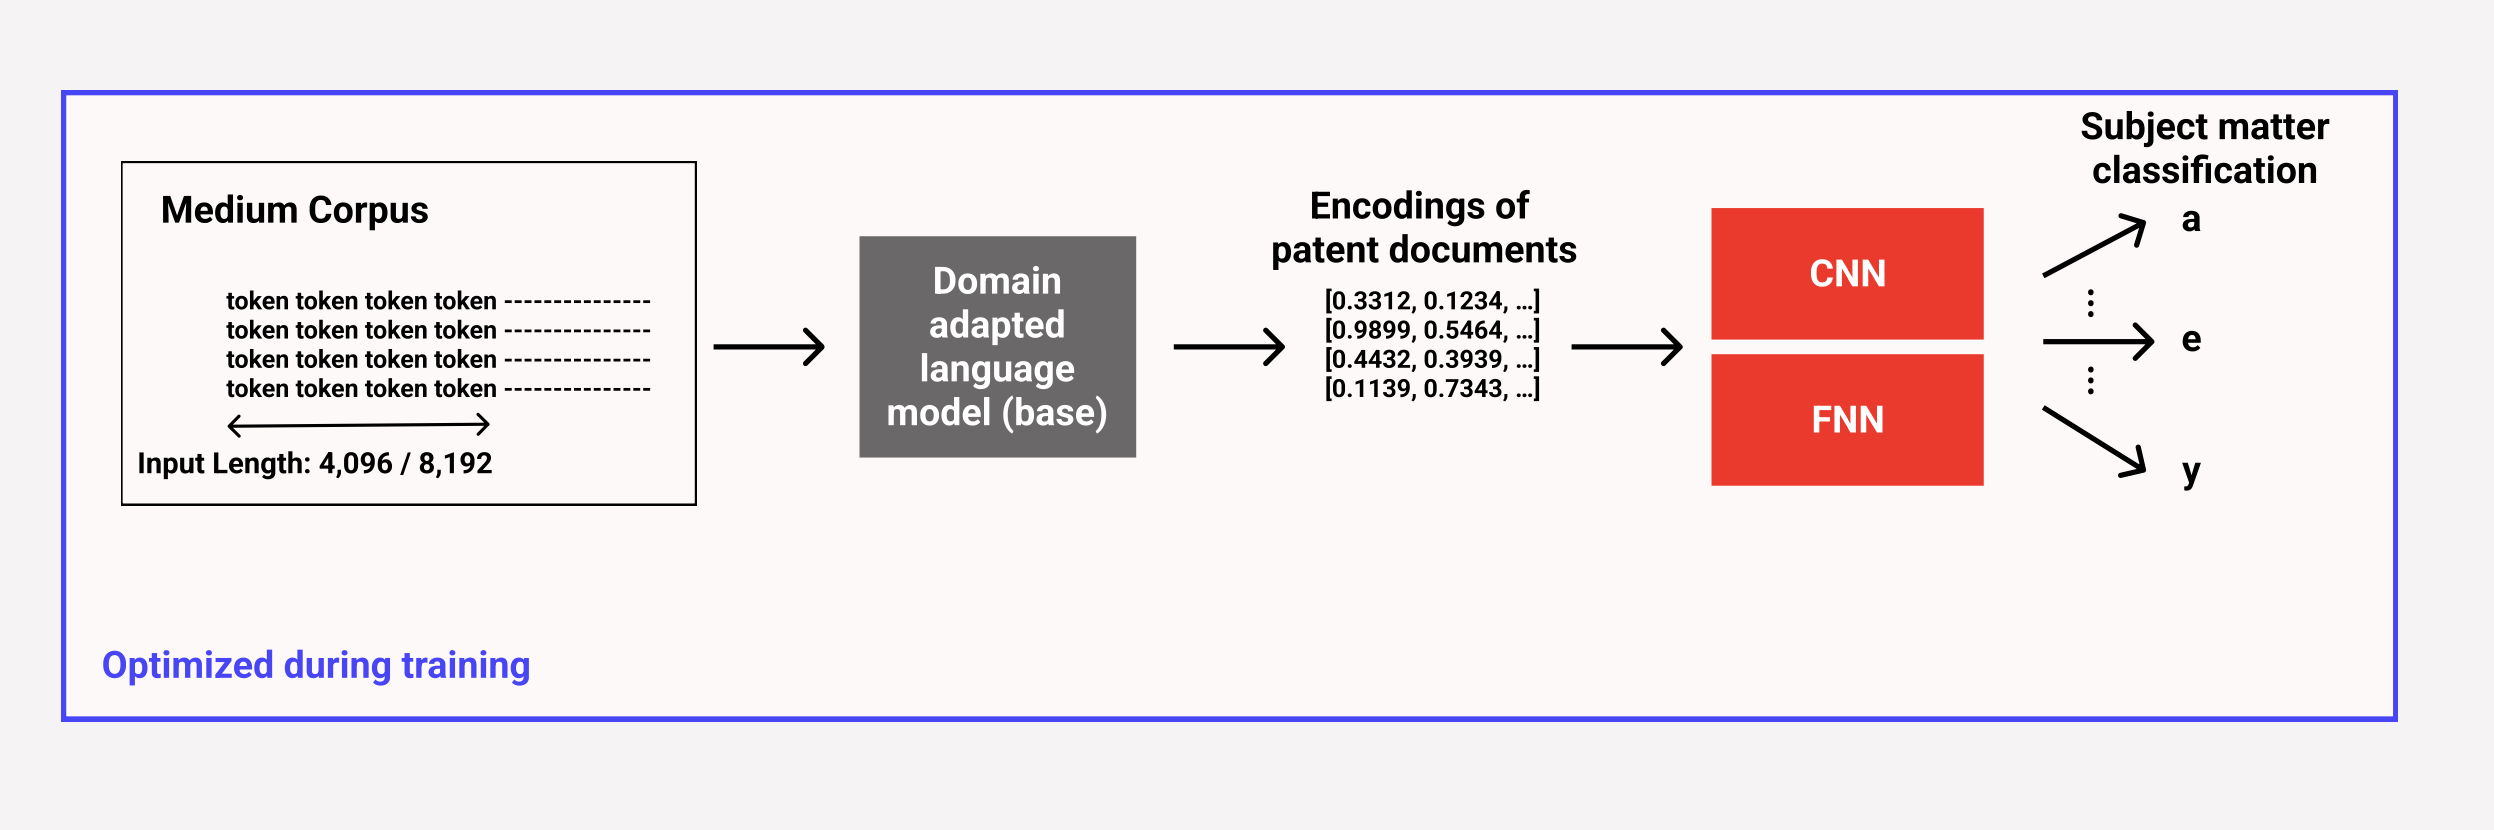 Medium Corpus
token token token token ---------------
token token token token ---------------
token token token token ---------------
token token token token ---------------
Input Length: 4,096 / 8,192
Domain
adapted
language
model (base)
Encodings of
patent documents
[0.3312, 0.1234, ...]
[0.9899, 0.5464, ...]
[0.4432, 0.3939, ...]
[0.1139, 0.7343, ...]
CNN
FNN
Subject matter
classification
a
e
y
Optimized during training